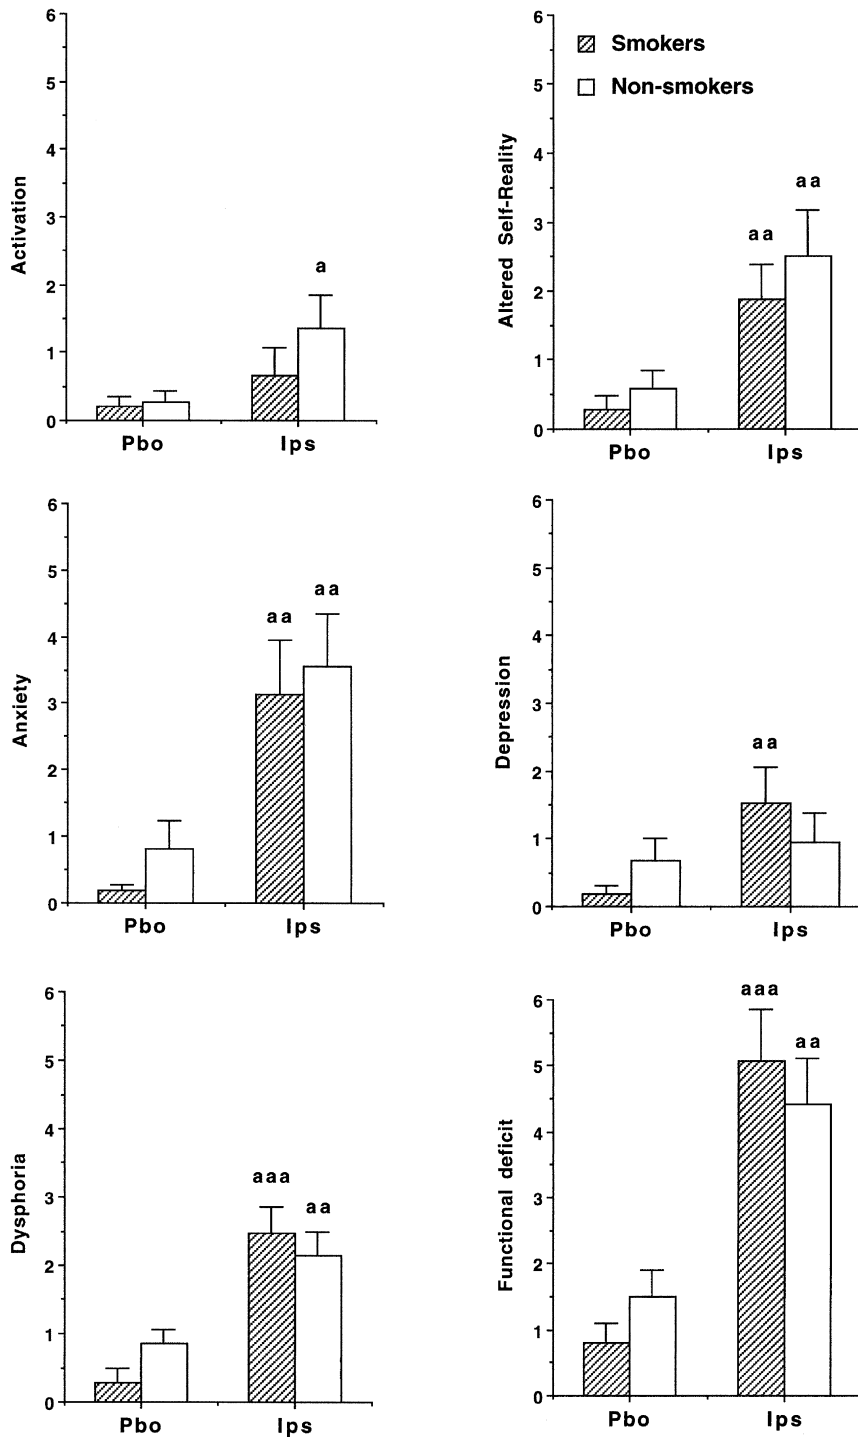 Activation
6
5
4
3
2
1
0
a
Pbo Ips
Altered Self-Reality
6
5
4
3
2
1
0
Smokers
Non-smokers
aa
aa
Pbo Ips
Anxiety
6
5
4
3
2
1
0
aa
aa
Pbo Ips
Depression
6
5
4
3
2
1
0
aa
Pbo Ips
Dysphoria
6
5
4
3
2
1
0
aaa
aa
Pbo Ips
Functional deficit
6
5
4
3
2
1
0
aaa
aa
Pbo Ips